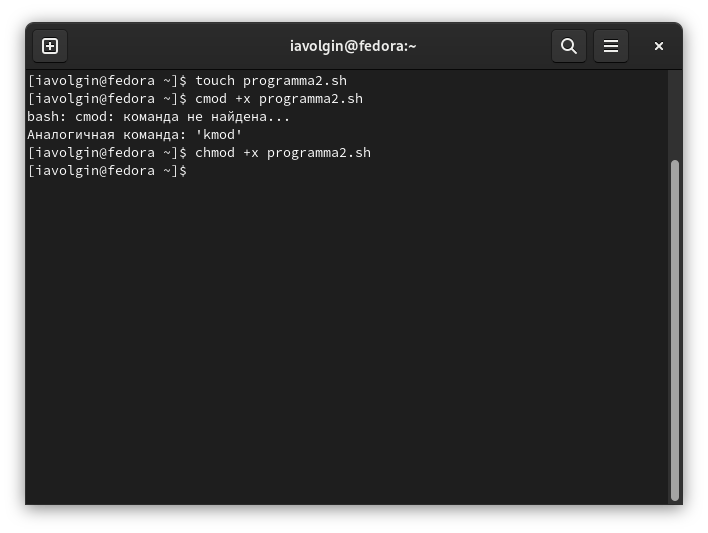 iavolgin@fedora:~
[iavolgin@fedora ~]$ touch programma2.sh
[iavolgin@fedora ~]$ cmod +x programma2.sh
bash: cmod: команда не найдена...
Аналогичная команда: 'kmod'
[iavolgin@fedora ~]$ chmod +x programma2.sh
[iavolgin@fedora ~]$